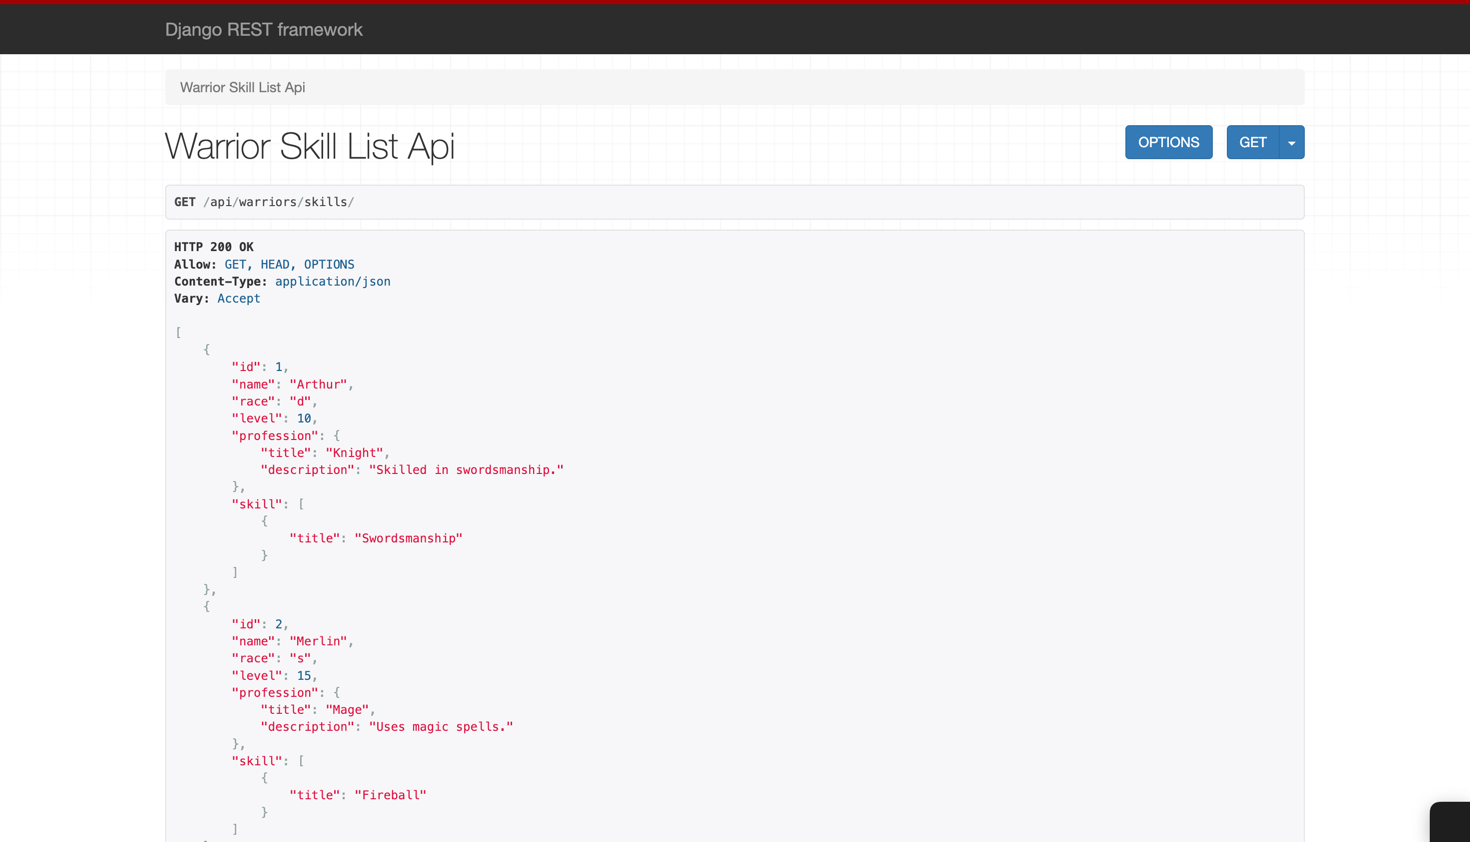 Django REST framework
Warrior Skill List Api
Warrior Skill List Api
OPTIONS
GET
GET /api/warriors/skills/
HTTP 200 OK
Allow: GET, HEAD, OPTIONS
Content-Type: application/json
Vary: Accept
[
    {
        "id": 1,
        "name": "Arthur",
        "race": "d",
        "level": 10,
        "profession": {
            "title": "Knight",
            "description": "Skilled in swordsmanship."
        },
        "skill": [
            {
                "title": "Swordsmanship"
            }
        ]
    },
    {
        "id": 2,
        "name": "Merlin",
        "race": "s",
        "level": 15,
        "profession": {
            "title": "Mage",
            "description": "Uses magic spells."
        },
        "skill": [
            {
                "title": "Fireball"
            }
        ]